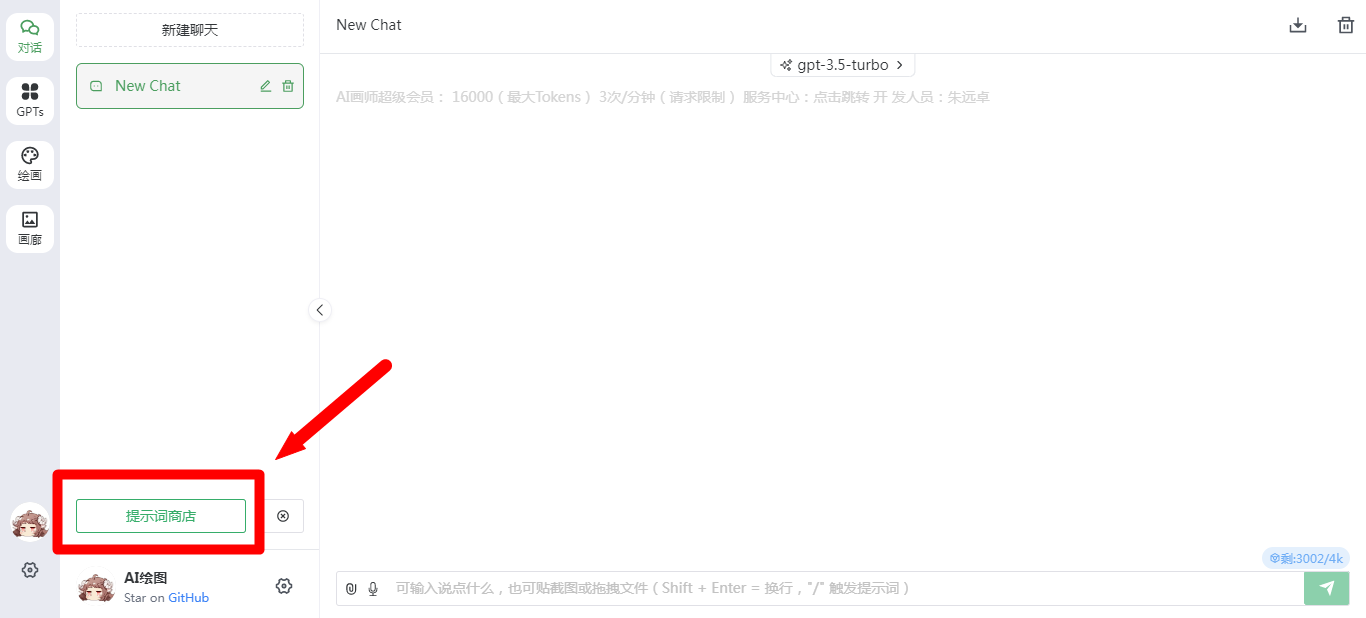 对话
GPTs
绘画
画廊
新建聊天
New Chat
提示词商店
AI绘图
Star on GitHub
New Chat
gpt-3.5-turbo
AI画师超级会员： 16000（最大Tokens ） 3次/分钟（请求限制 ） 服务中心：点击跳转 开 发人员：朱远卓
剩:3002/4k
可输入说点什么，也可贴截图或拖拽文件（Shift + Enter = 换行，"/" 触发提示词）